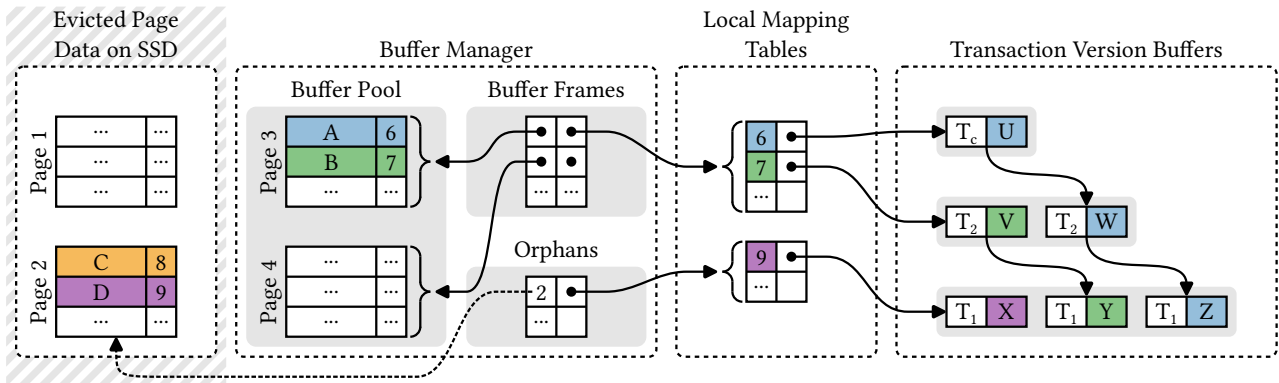 Evicted Page
Data on SSD
Buffer Manager
Local Mapping
Tables
Transaction Version Buffers
Buffer Pool
Buffer Frames
Page 1
... ...
... ...
... ...
Page 2
C 8
D 9
... ...
Page 3
A 6
B 7
... ...
Page 4
... ...
... ...
... ...
... ...
Orphans
2
...
6
7
...
9
...
Tc U
T2 V
T2 W
T1 X
T1 Y
T1 Z